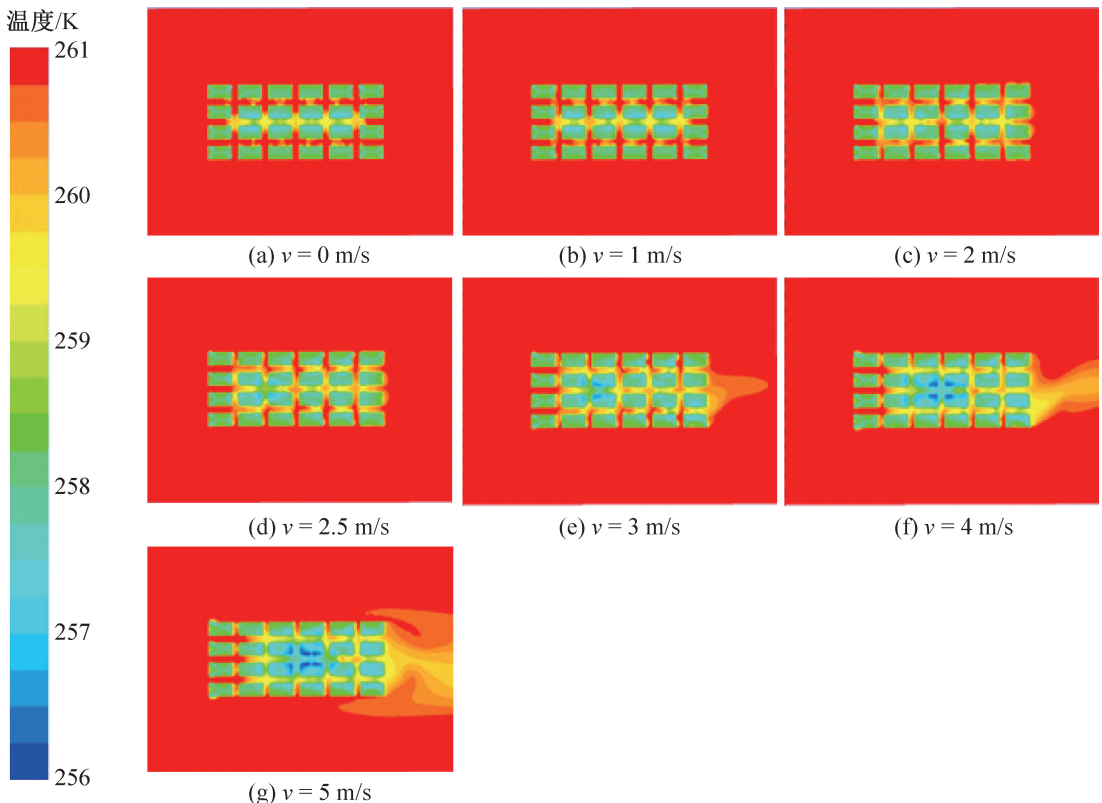 温度/K
261
260
259
258
257
256
(a) v = 0 m/s
(b) v = 1 m/s
(c) v = 2 m/s
(d) v = 2.5 m/s
(e) v = 3 m/s
(f) v = 4 m/s
(g) v = 5 m/s